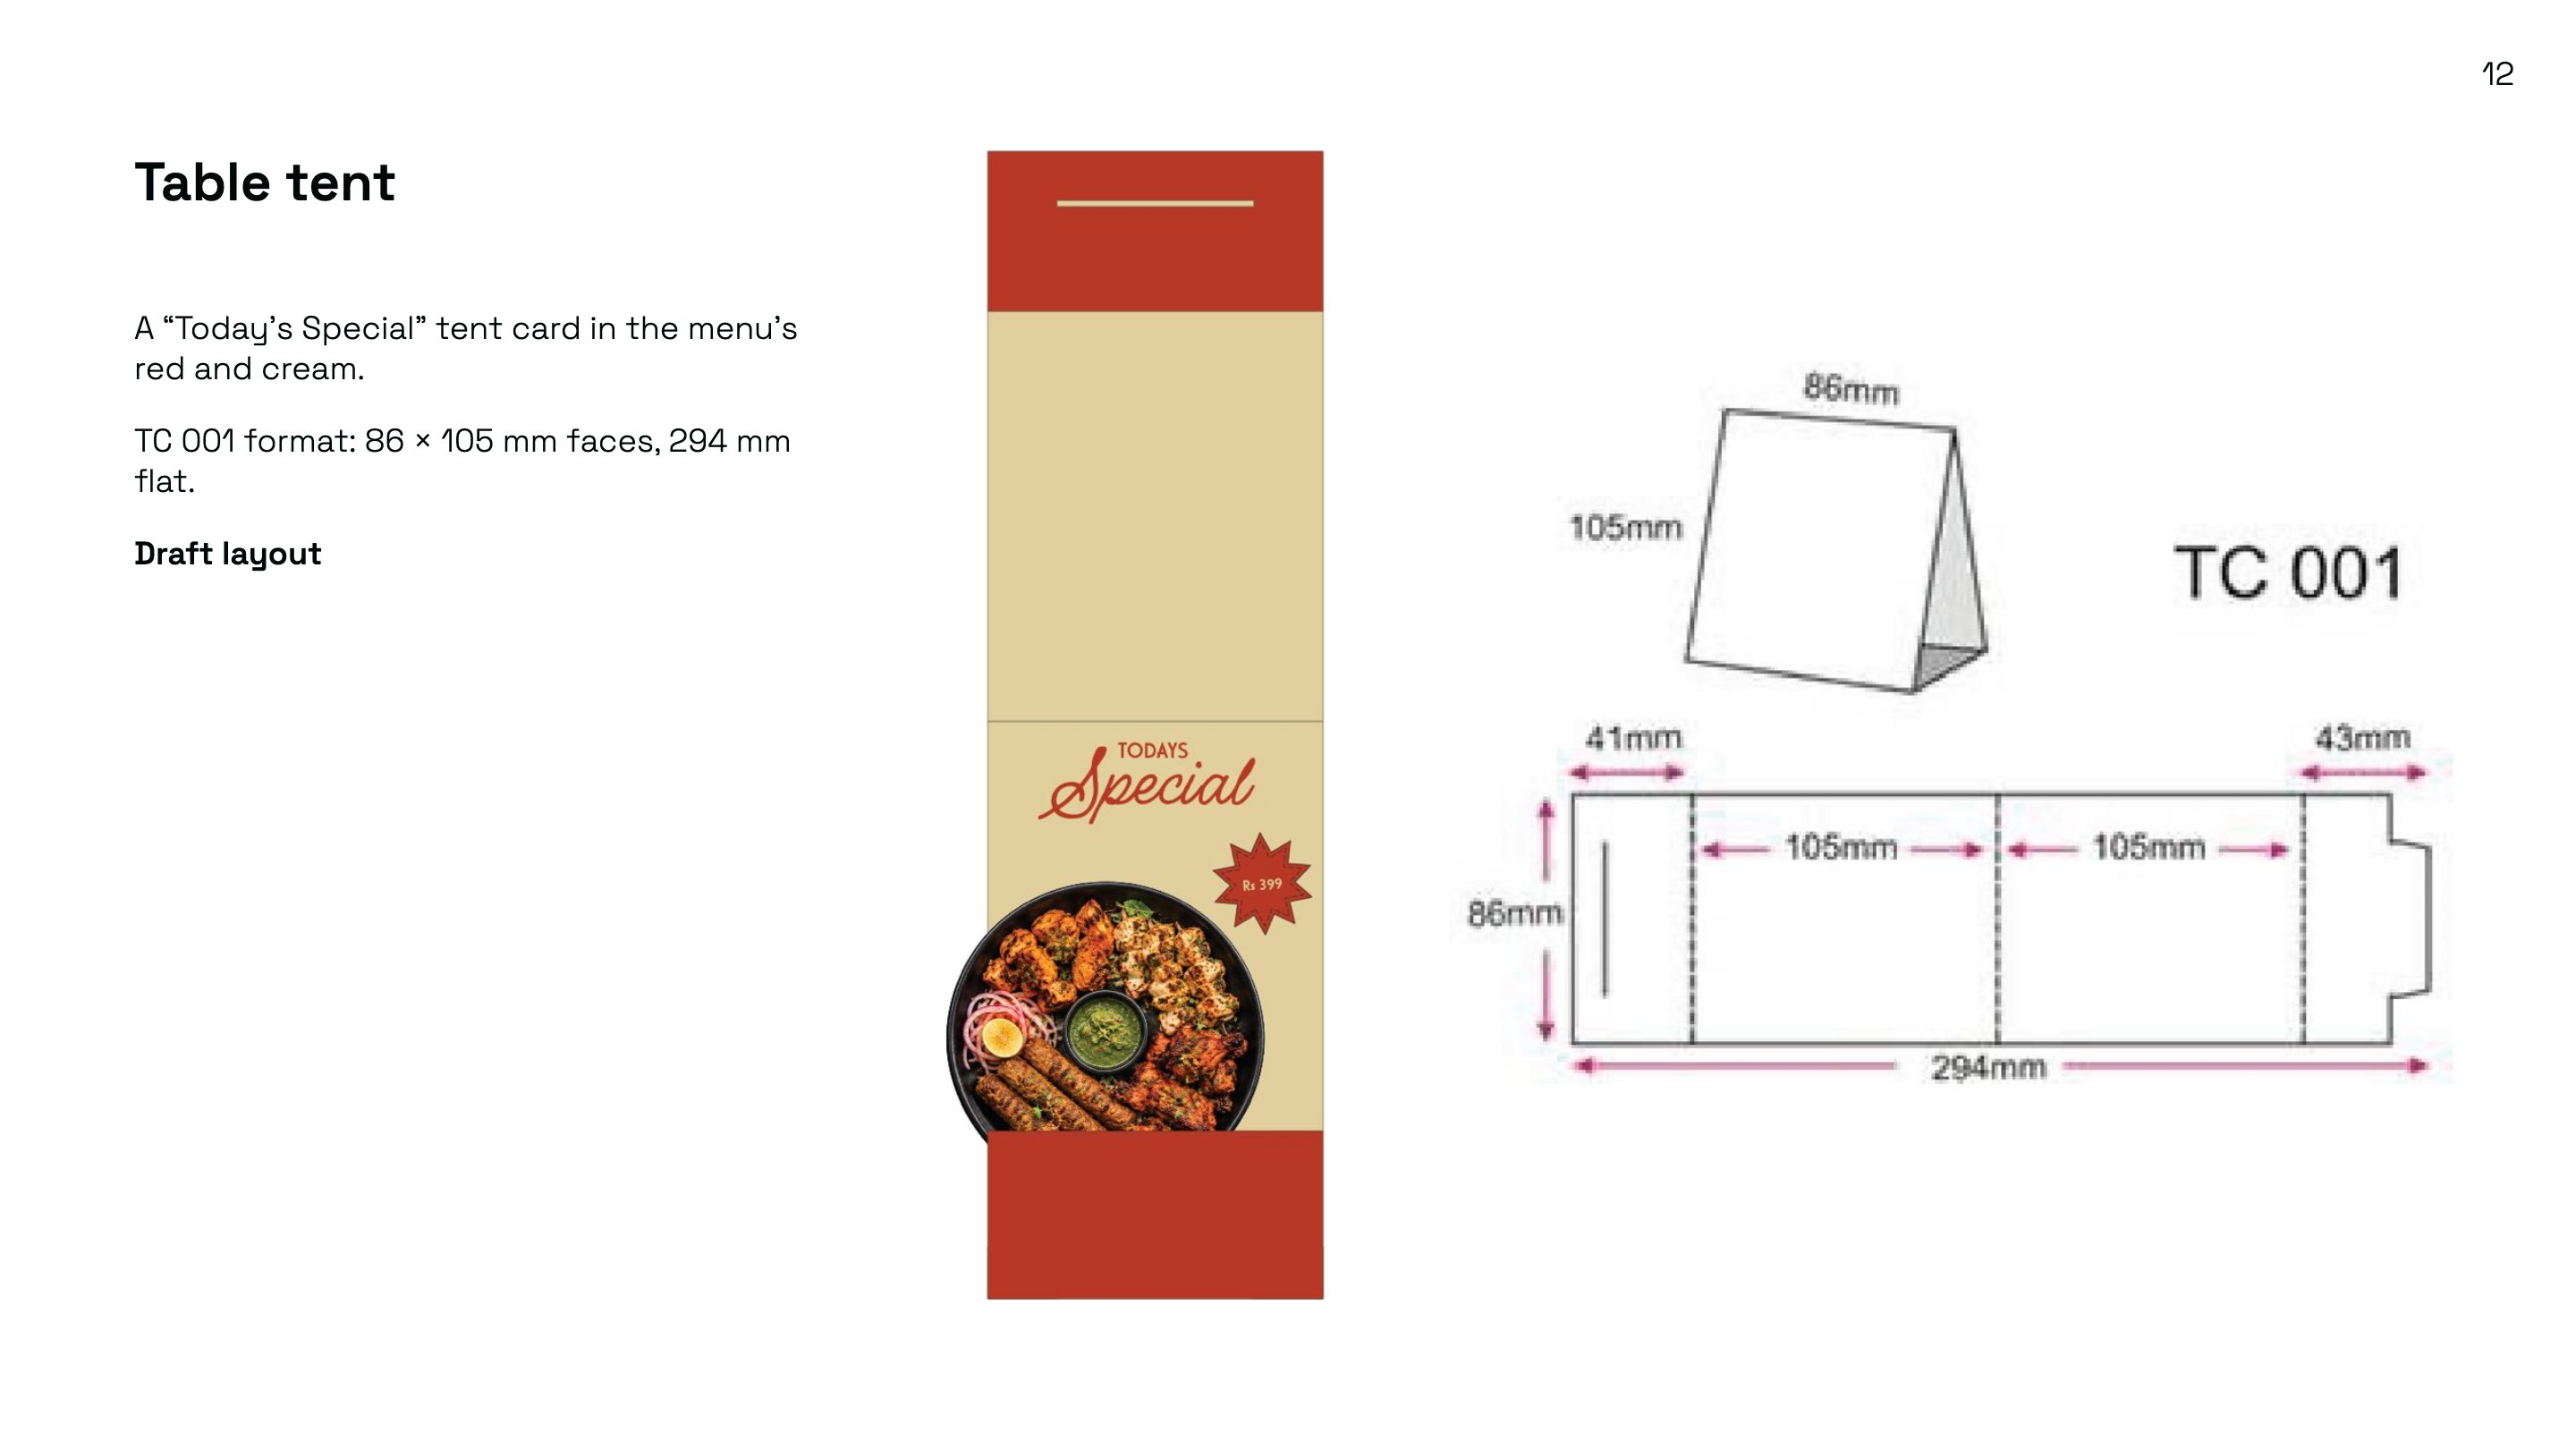 12
Table tent
A “Today’s Special” tent card in the menu’s
red and cream.
TC 001 format: 86 × 105 mm faces, 294 mm
flat.
Draft layout
TODAYS
Special
Rs 399
86mm
105mm
TC 001
41mm
43mm
105mm
105mm
86mm
294mm